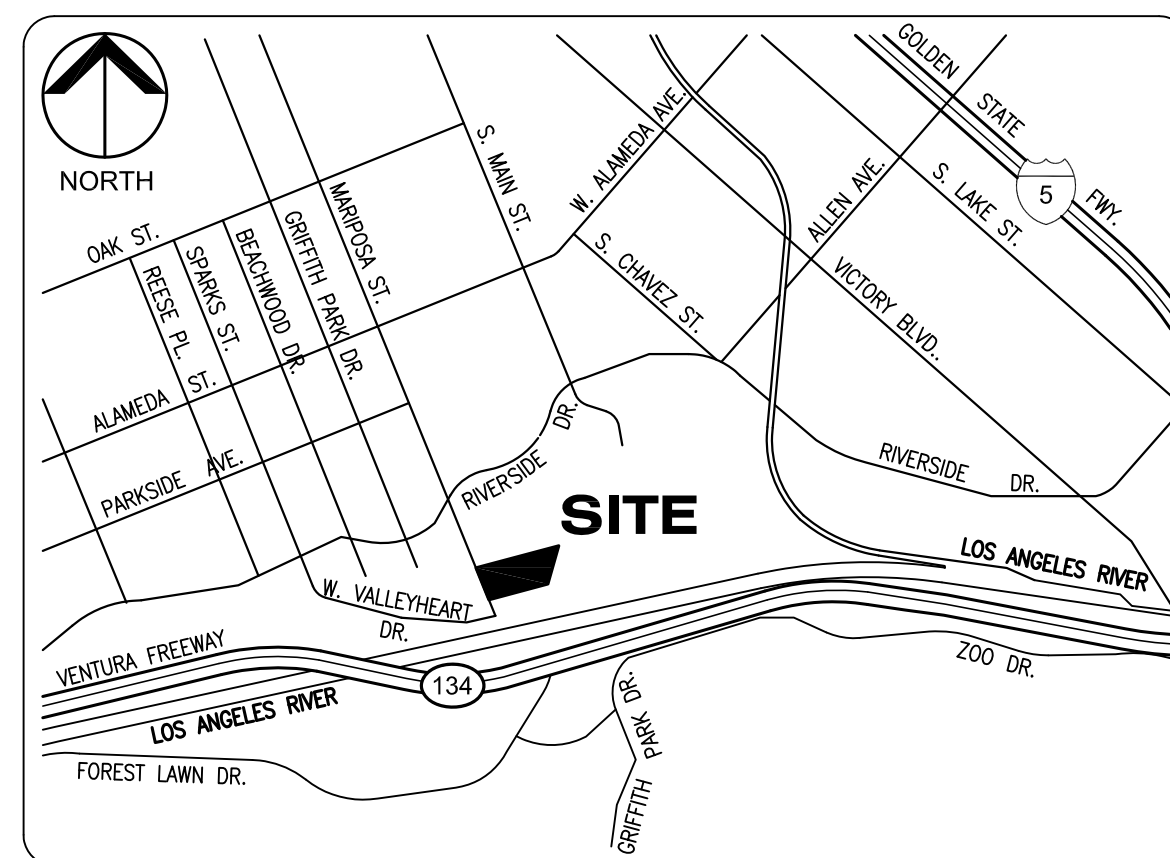 NORTH
GOLDEN STATE FWY.
5
S. MAIN ST.
W. ALAMEDA AVE.
ALLEN AVE.
S. LAKE ST.
OAK ST.
REESE PL.
SPARKS ST.
BEACHWOOD DR.
GRIFFITH PARK DR.
MARIPOSA ST.
S. CHAVEZ ST.
VICTORY BLVD..
ALAMEDA ST.
PARKSIDE AVE.
RIVERSIDE DR.
RIVERSIDE DR.
SITE
LOS ANGELES RIVER
W. VALLEYHEART DR.
VENTURA FREEWAY
134
LOS ANGELES RIVER
ZOO DR.
FOREST LAWN DR.
GRIFFITH PARK DR.